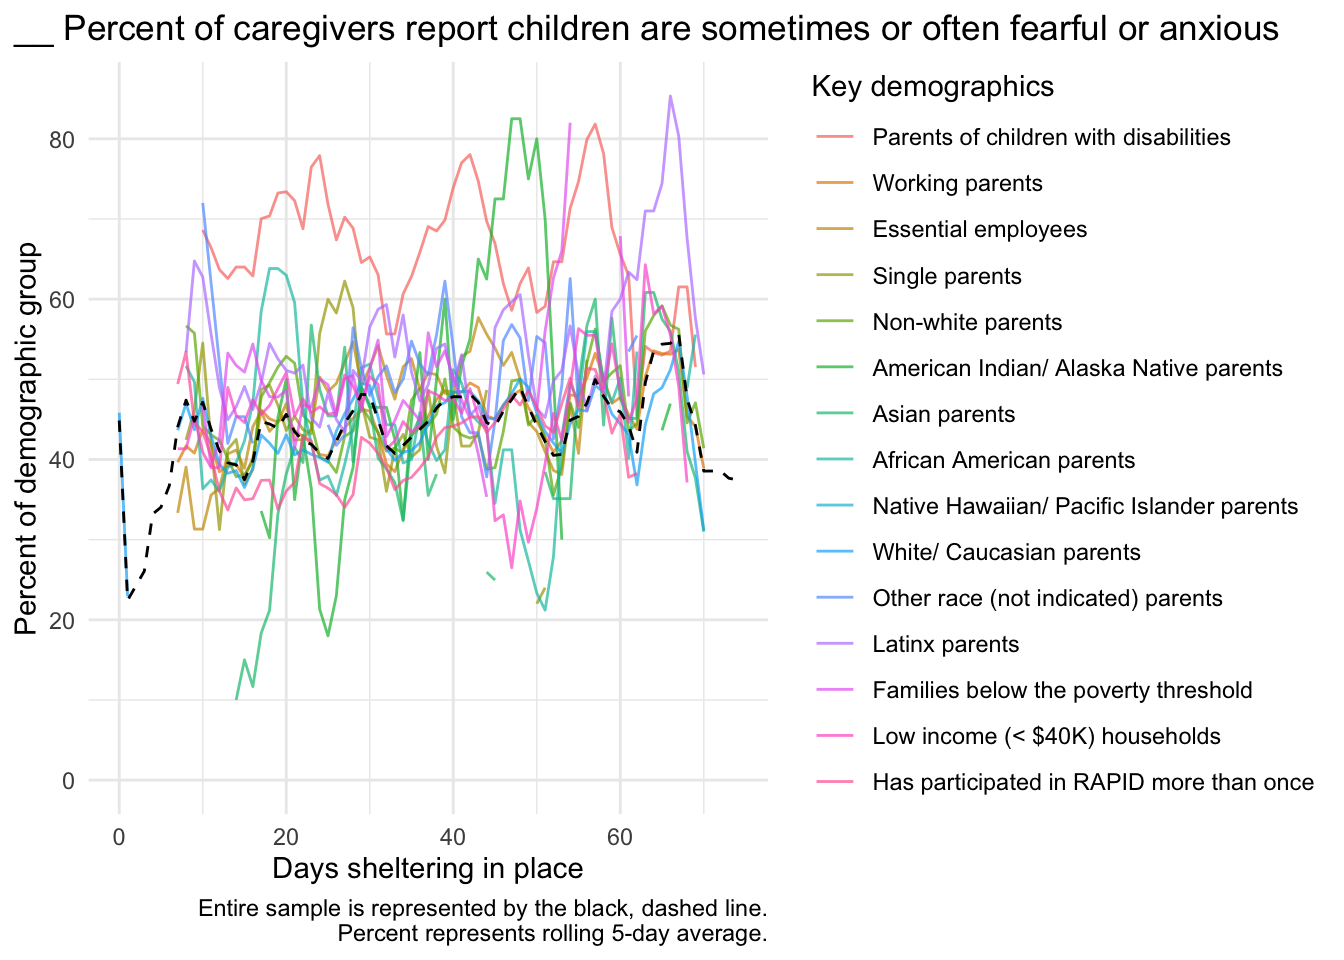 __ Percent of caregivers report children are sometimes or often fearful or anxious
Percent of demographic group
80
60
40
20
0
0 20 40 60
Days sheltering in place
Key demographics
Parents of children with disabilities
Working parents
Essential employees
Single parents
Non-white parents
American Indian/ Alaska Native parents
Asian parents
African American parents
Native Hawaiian/ Pacific Islander parents
White/ Caucasian parents
Other race (not indicated) parents
Latinx parents
Families below the poverty threshold
Low income (< $40K) households
Has participated in RAPID more than once
Entire sample is represented by the black, dashed line.
Percent represents rolling 5-day average.